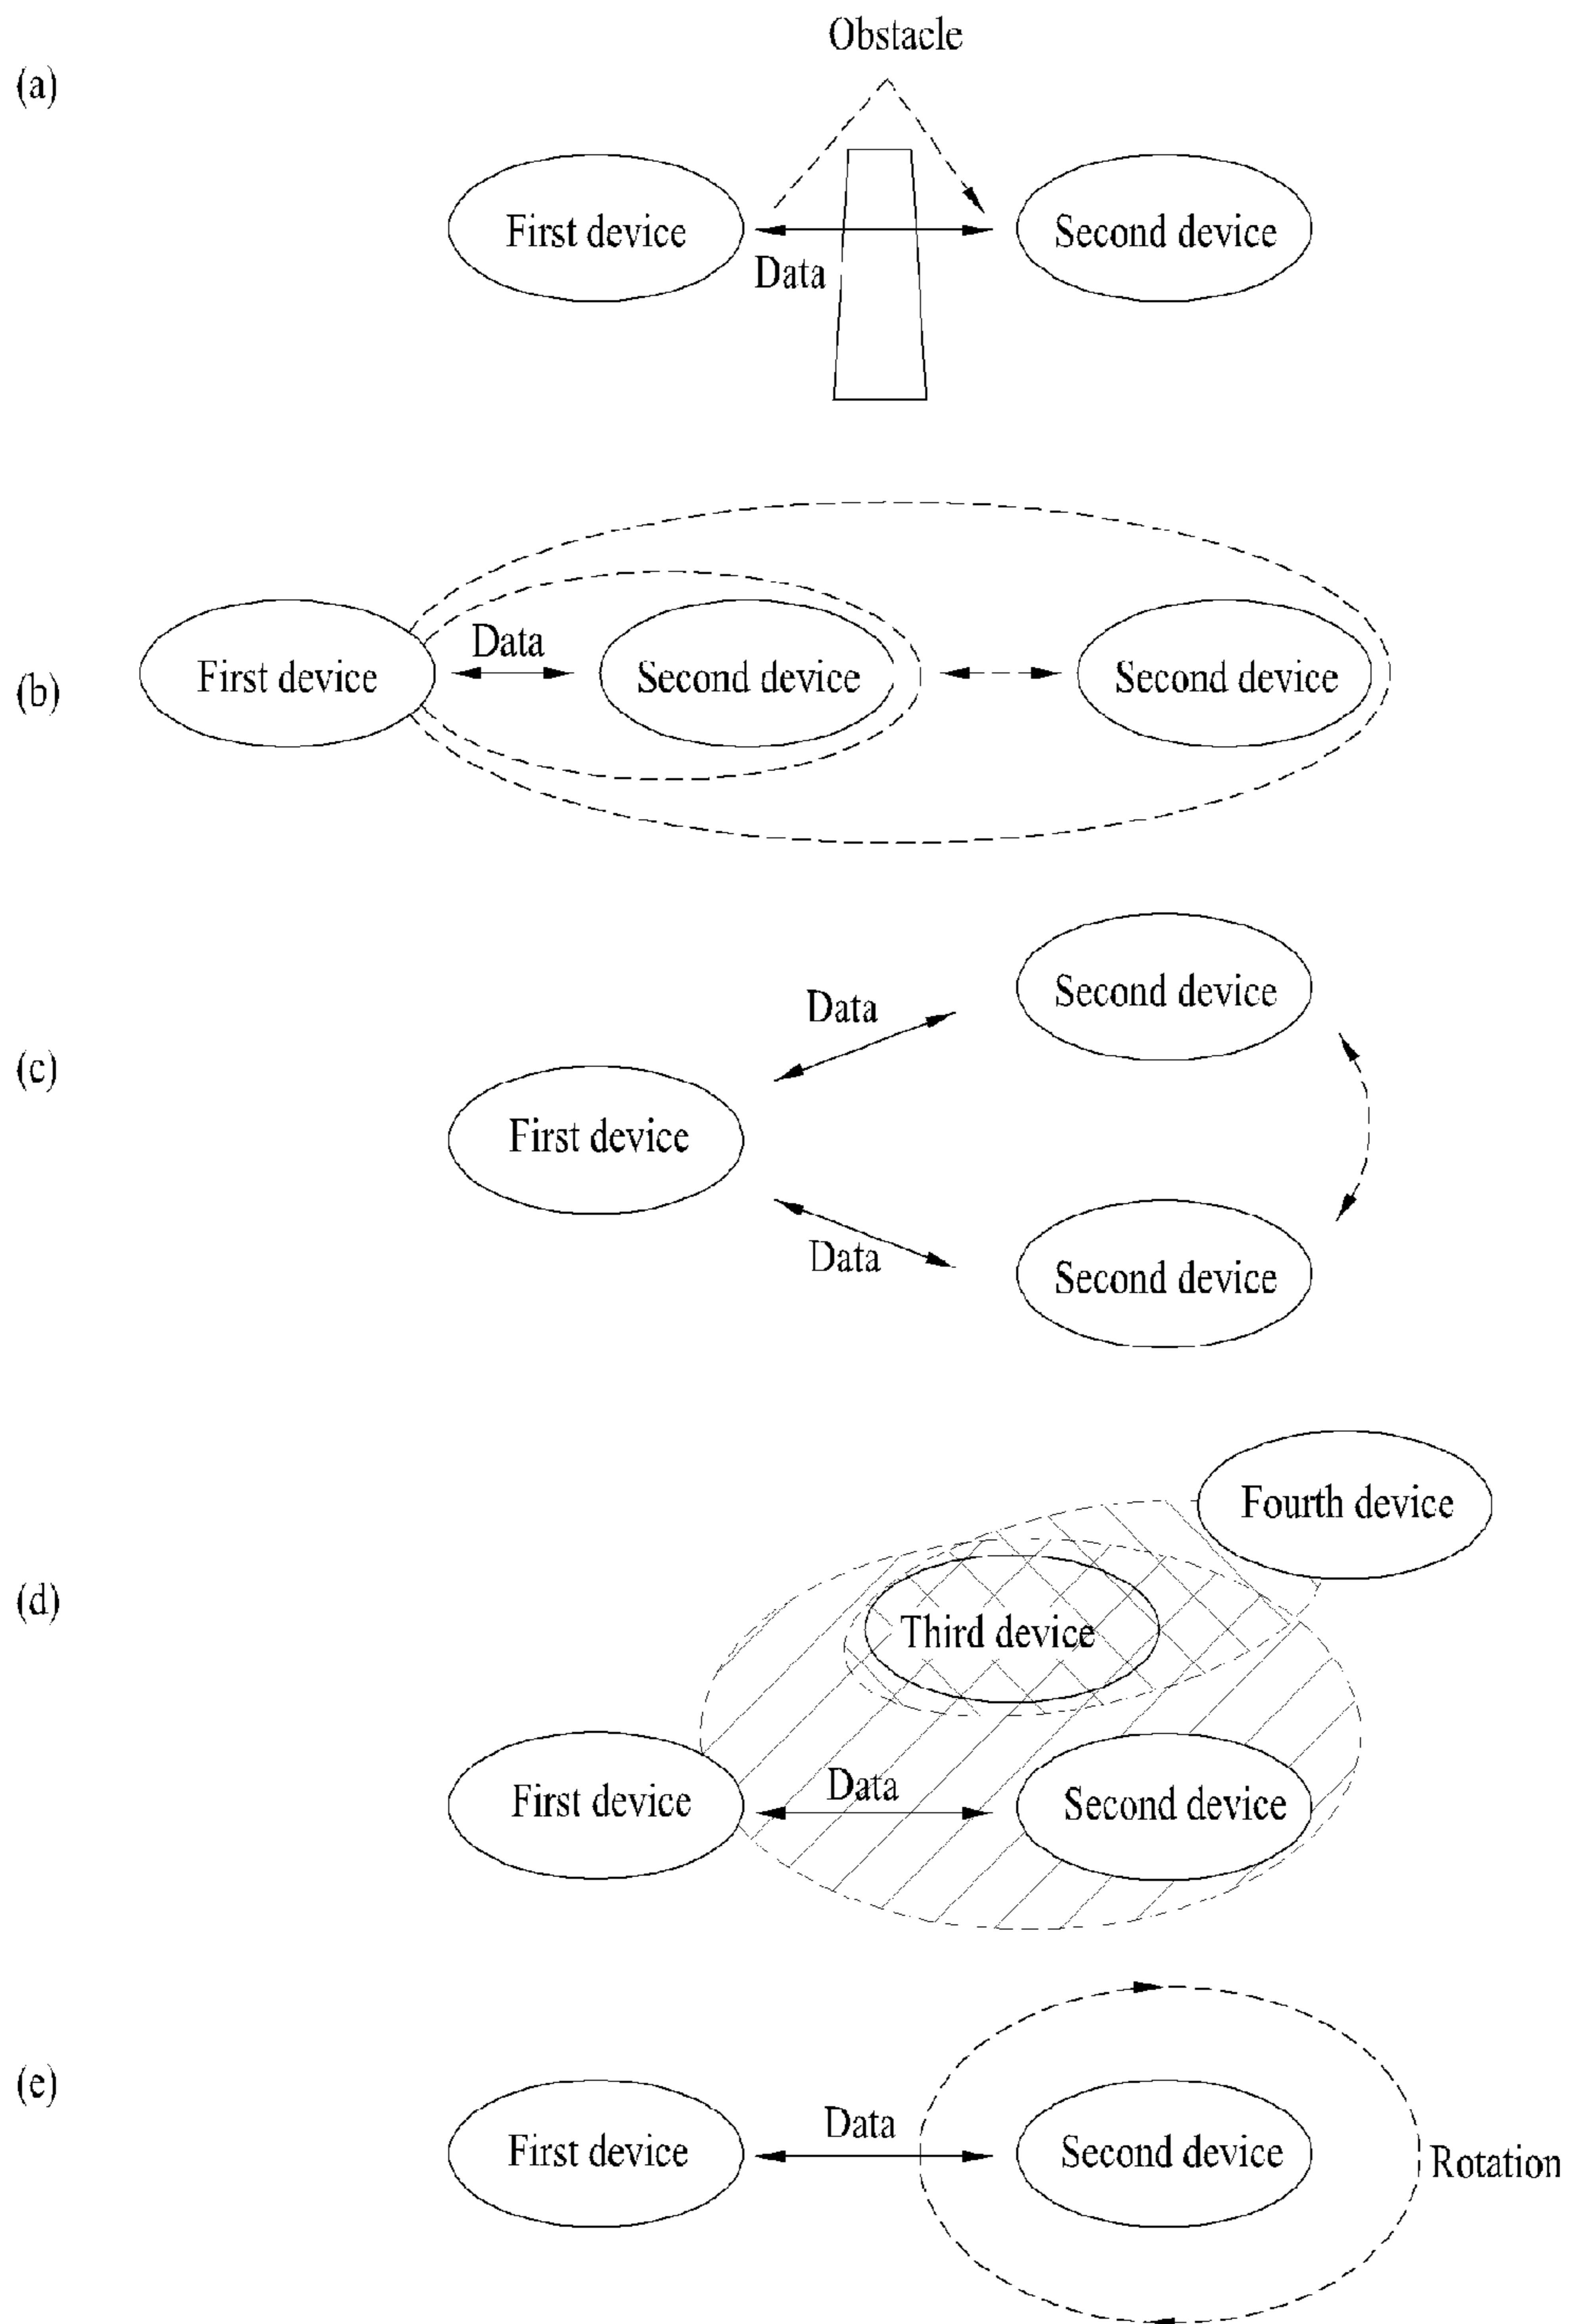 (a)
Obstacle
First device
Second device
Data
(b)
First device
Data
Second device
Second device
(c)
Second device
Data
First device
Data
Second device
(d)
Fourth device
Third device
First device
Data
Second device
(e)
First device
Data
Second device
Rotation